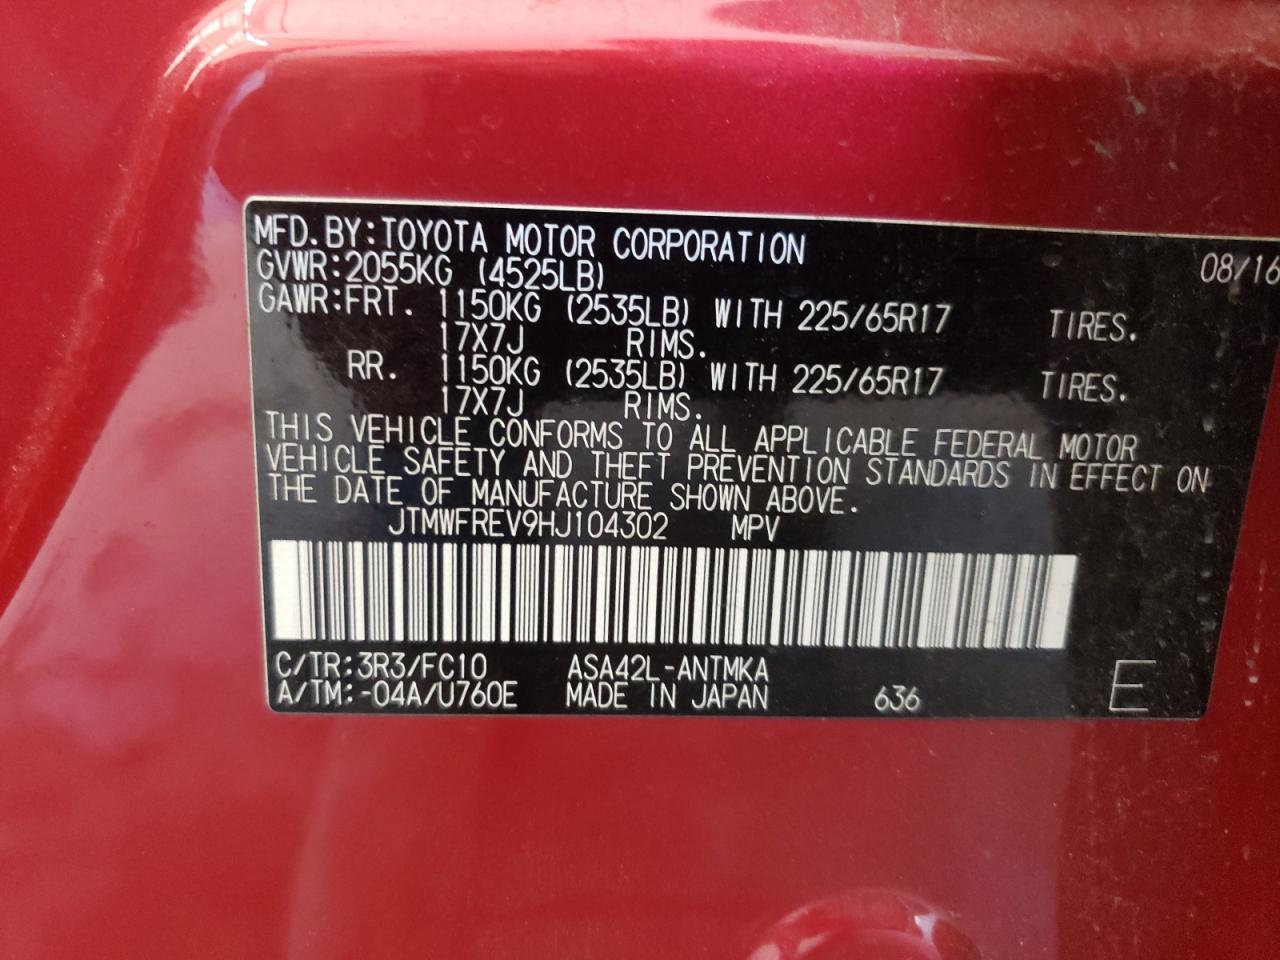 MFD. BY: TOYOTA MOTOR CORPORATION 08/16
GVWR: 2055KG (4525LB)
GAWR: FRT. 1150KG (2535LB) WITH 225/65R17 TIRES.
17X7J RIMS.
RR. 1150KG (2535LB) WITH 225/65R17 TIRES.
17X7J RIMS.
THIS VEHICLE CONFORMS TO ALL APPLICABLE FEDERAL MOTOR
VEHICLE SAFETY AND THEFT PREVENTION STANDARDS IN EFFECT ON
THE DATE OF MANUFACTURE SHOWN ABOVE.
JTMWFREV9HJ104302 MPV
C/TR: 3R3/FC10 ASA42L-ANTMKA
A/TM: -04A/U760E MADE IN JAPAN 636 E